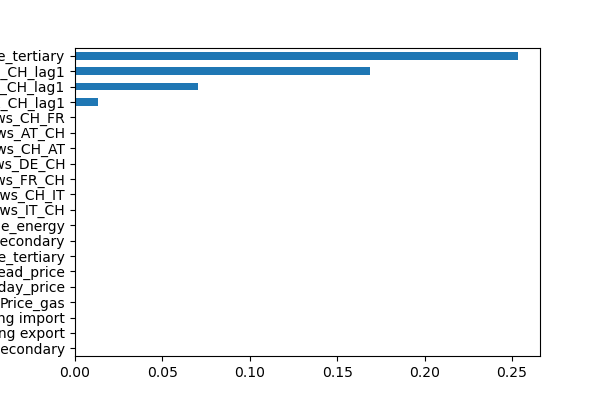 e_tertiary
_CH_lag1
_CH_lag1
_CH_lag1
ws_CH_FR
ws_AT_CH
ws_CH_AT
ws_DE_CH
ws_FR_CH
ws_CH_IT
ws_IT_CH
e_energy
econdary
e_tertiary
ead_price
day_price
Price_gas
ng import
ng export
econdary
0.00 0.05 0.10 0.15 0.20 0.25